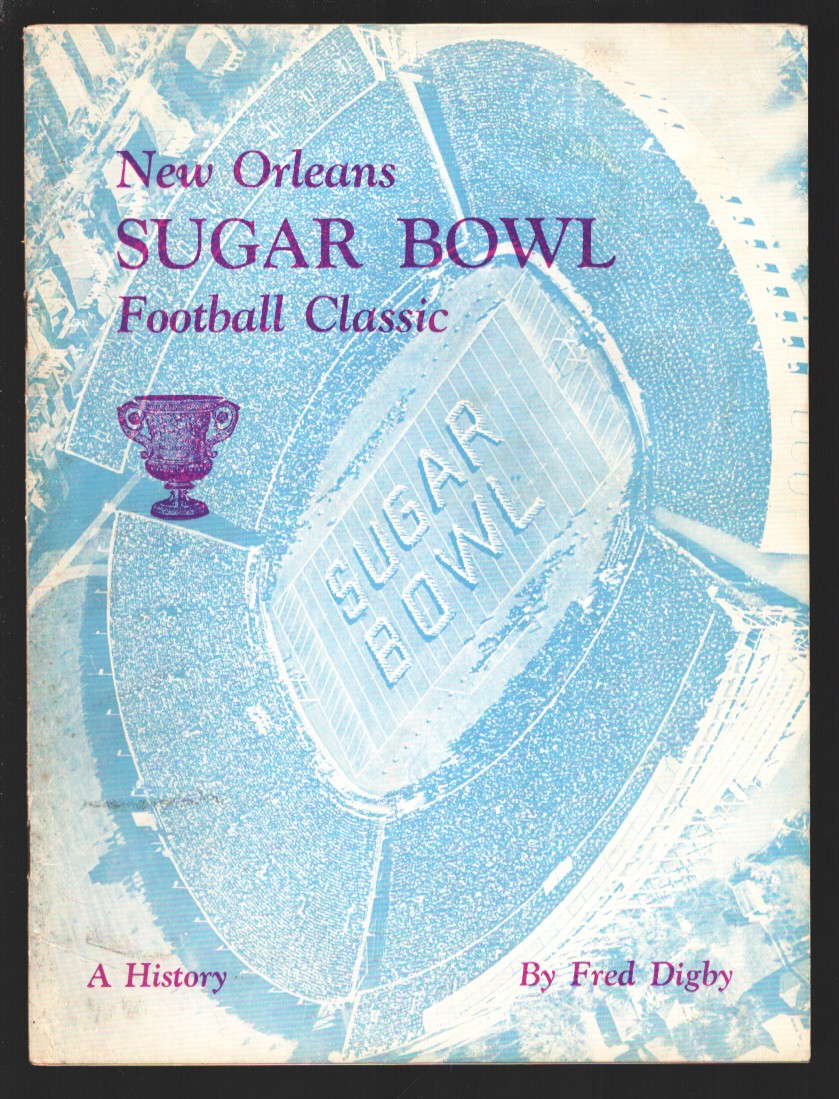 New Orleans
SUGAR BOWL
Football Classic
SUGAR
BOWL
A History
By Fred Digby